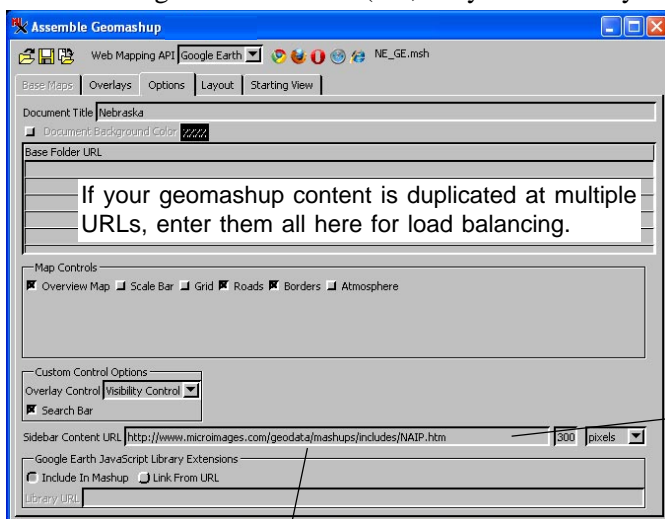 Assemble Geomashup
Web Mapping API Google Earth NE_GE.msh
Base Maps Overlays Options Layout Starting View
Document Title Nebraska
Document Background Color
Base Folder URL
If your geomashup content is duplicated at multiple
URLs, enter them all here for load balancing.
Map Controls
Overview Map Scale Bar Grid Roads Borders Atmosphere
Custom Control Options
Overlay Control Visibility Control
Search Bar
Sidebar Content URL http://www.microimages.com/geodata/mashups/includes/NAIP.htm 300 pixels
Google Earth JavaScript Library Extensions
Include In Mashup Link From URL
Library URL